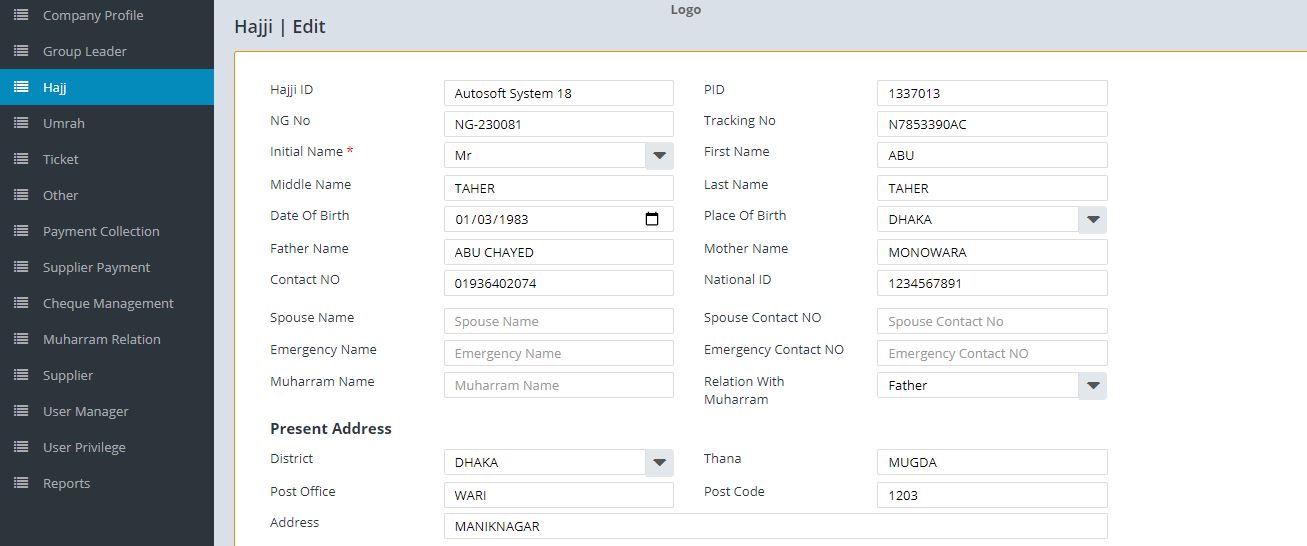 Company Profile
Group Leader
Hajj
Umrah
Ticket
Other
Payment Collection
Supplier Payment
Cheque Management
Muharram Relation
Supplier
User Manager
User Privilege
Reports
Logo
Hajji | Edit
Hajji ID Autosoft System 18 PID 1337013
NG No NG-230081 Tracking No N7853390AC
Initial Name * Mr First Name ABU
Middle Name TAHER Last Name TAHER
Date Of Birth 01/03/1983 Place Of Birth DHAKA
Father Name ABU CHAYED Mother Name MONOWARA
Contact NO 01936402074 National ID 1234567891
Spouse Name Spouse Name Spouse Contact NO Spouse Contact No
Emergency Name Emergency Name Emergency Contact NO Emergency Contact NO
Muharram Name Muharram Name Relation With Father
Muharram
Present Address
District DHAKA Thana MUGDA
Post Office WARI Post Code 1203
Address MANIKNAGAR